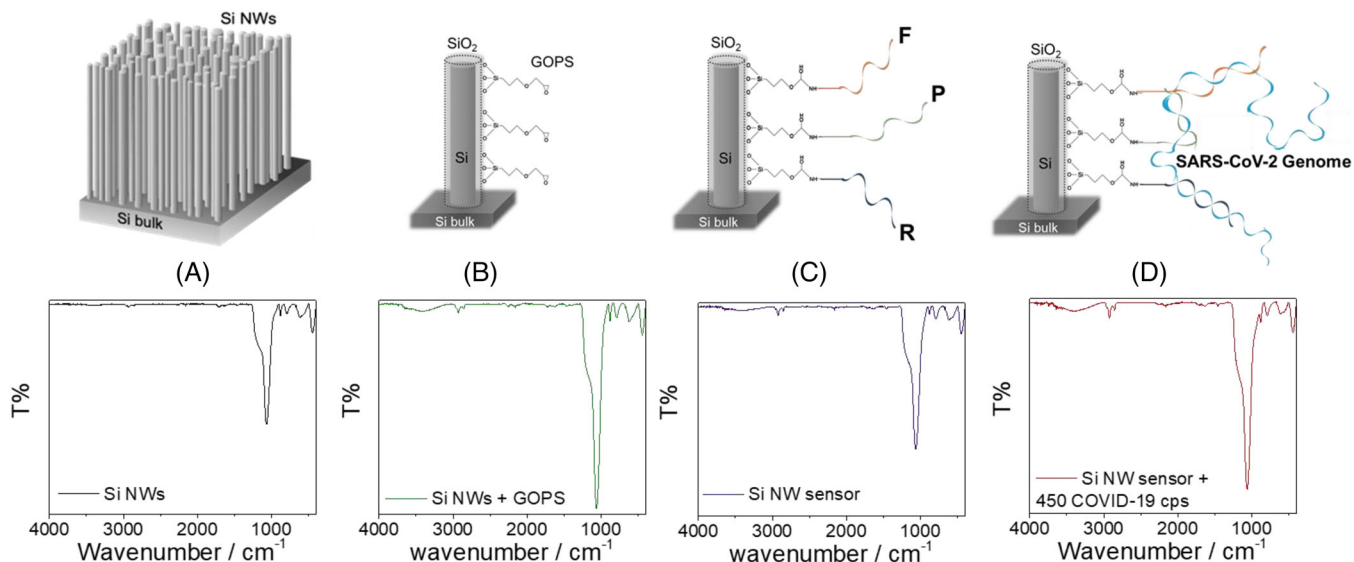 Si NWs
Si bulk
SiO2
GOPS
Si
Si bulk
SiO2
F
P
R
Si
Si bulk
SiO2
SARS-CoV-2 Genome
Si
Si bulk
(A)
(B)
(C)
(D)
T%
Si NWs
4000 3000 2000 1000
Wavenumber / cm-1
T%
Si NWs + GOPS
4000 3000 2000 1000
wavenumber / cm-1
T%
Si NW sensor
4000 3000 2000 1000
wavenumber / cm-1
T%
Si NW sensor +
450 COVID-19 cps
4000 3000 2000 1000
Wavenumber / cm-1